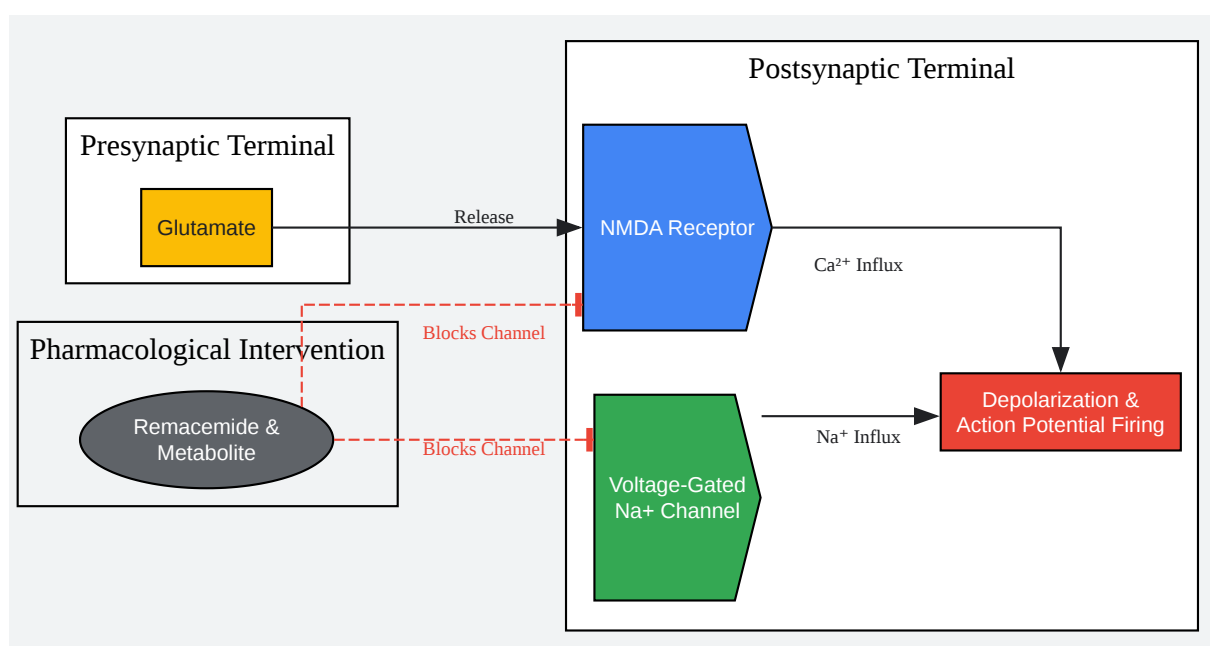 Postsynaptic Terminal
Presynaptic Terminal
Glutamate
Release
NMDA Receptor
Ca²⁺ Influx
Blocks Channel
Pharmacological Intervention
Remacemide &
Metabolite
Blocks Channel
Voltage-Gated
Na+ Channel
Na⁺ Influx
Depolarization &
Action Potential Firing